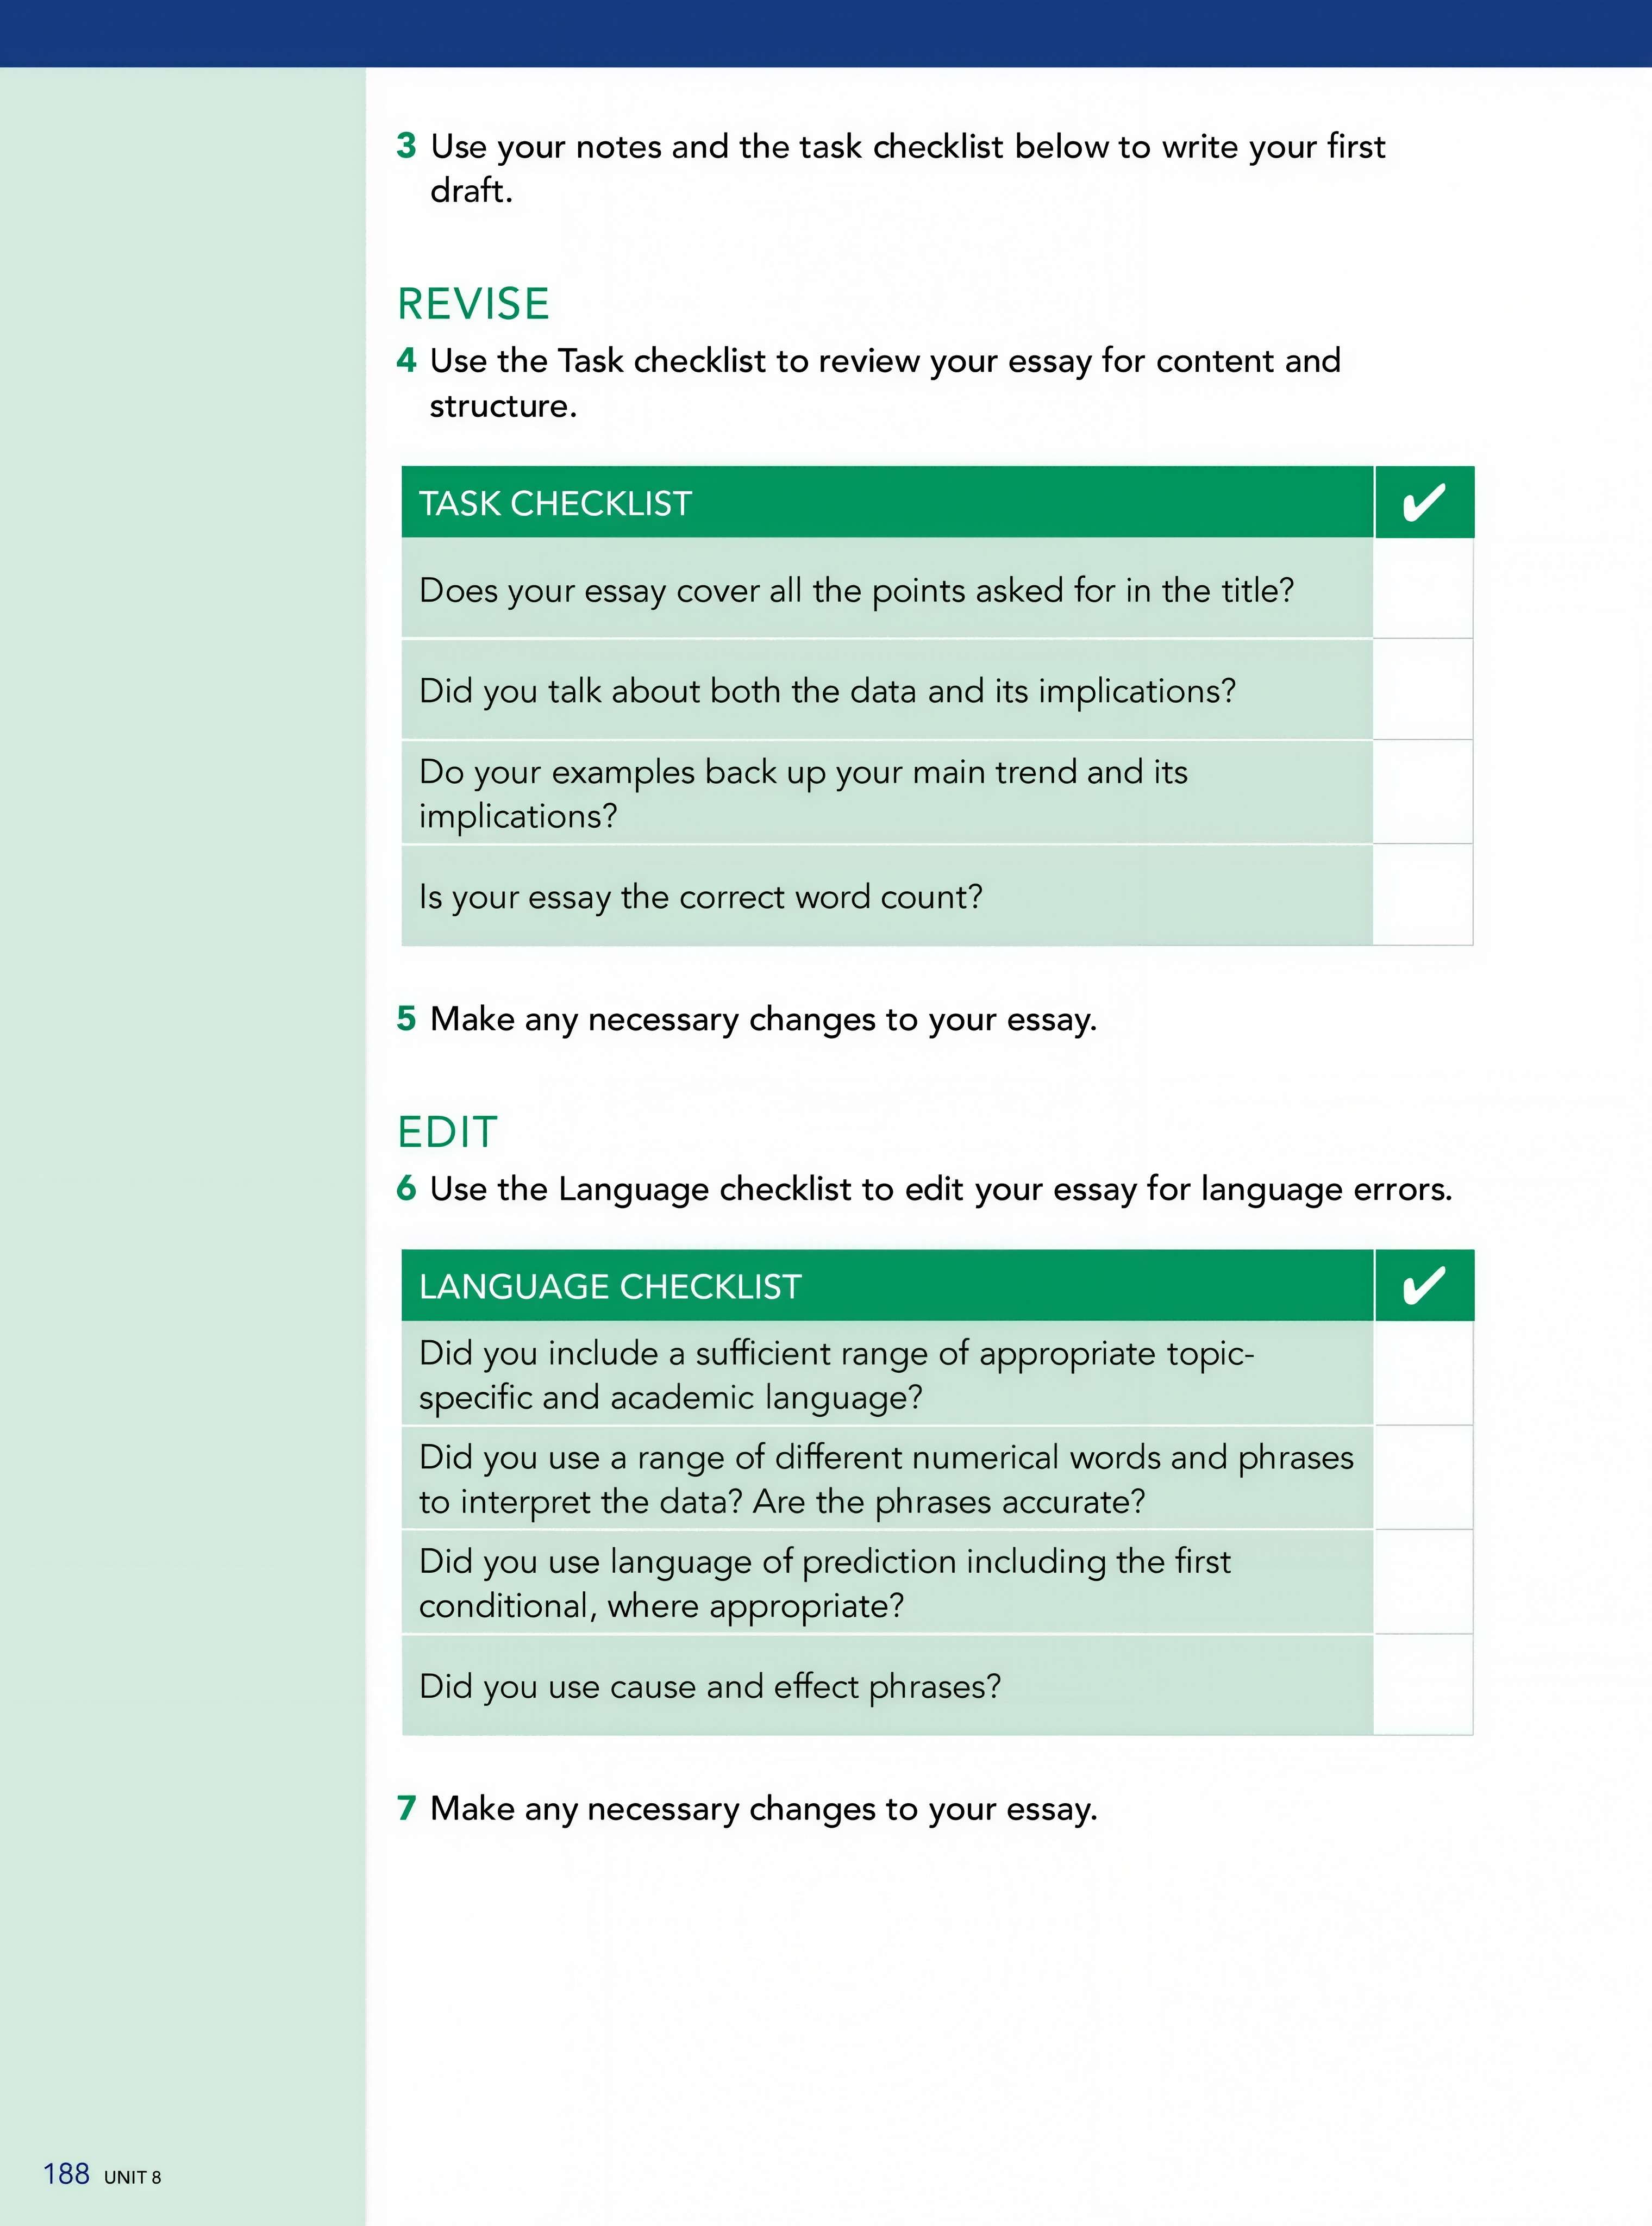 3 Use your notes and the task checklist below to write your first
draft.
REVISE
4 Use the Task checklist to review your essay for content and
structure.
TASK CHECKLIST ✔
Does your essay cover all the points asked for in the title?
Did you talk about both the data and its implications?
Do your examples back up your main trend and its
implications?
Is your essay the correct word count?
5 Make any necessary changes to your essay.
EDIT
6 Use the Language checklist to edit your essay for language errors.
LANGUAGE CHECKLIST ✔
Did you include a sufficient range of appropriate topic-
specific and academic language?
Did you use a range of different numerical words and phrases
to interpret the data? Are the phrases accurate?
Did you use language of prediction including the first
conditional, where appropriate?
Did you use cause and effect phrases?
7 Make any necessary changes to your essay.
188 UNIT 8